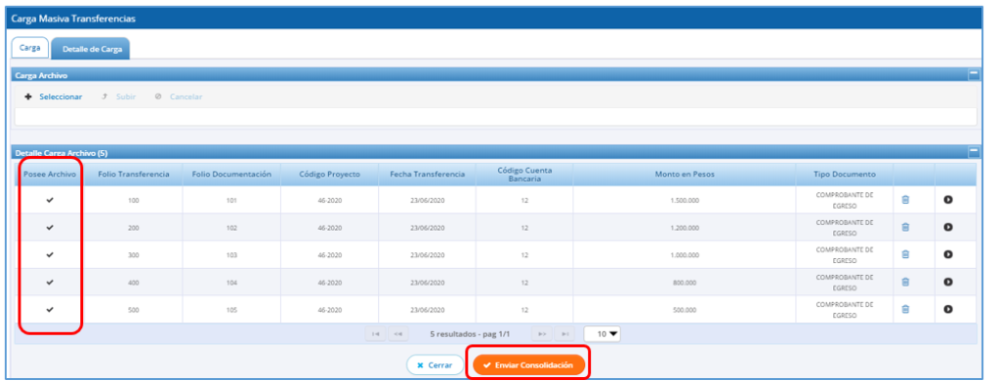 Carga Masiva Transferencias
Carga Detalle de Carga
Carga Archivo
Seleccionar Subir Cancelar
Detalle Carga Archivo (5)
Posee Archivo Folio Transferencia Folio Documentación Código Proyecto Fecha Transferencia Código Cuenta Bancaria Monto en Pesos Tipo Documento
100 101 46-2020 23/06/2020 12 1.500.000 COMPROBANTE DE EGRESO
200 102 46-2020 23/06/2020 12 1.200.000 COMPROBANTE DE EGRESO
300 103 46-2020 23/06/2020 12 1.000.000 COMPROBANTE DE EGRESO
400 104 46-2020 23/06/2020 12 800.000 COMPROBANTE DE EGRESO
500 105 46-2020 23/06/2020 12 500.000 COMPROBANTE DE EGRESO
5 resultados - pag 1/1 10
Cerrar Enviar Consolidación